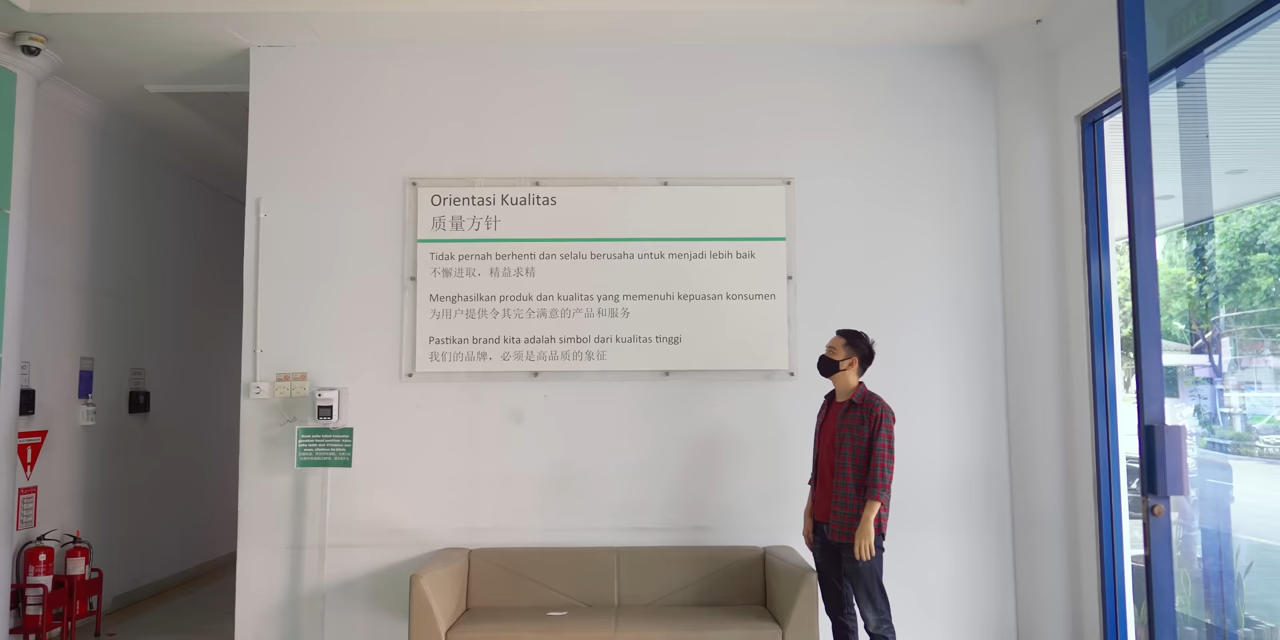 Orientasi Kualitas
质量方针
Tidak pernah berhenti dan selalu berusaha untuk menjadi lebih baik
不懈进取，精益求精
Menghasilkan produk dan kualitas yang memenuhi kepuasan konsumen
为用户提供令其完全满意的产品和服务
Pastikan brand kita adalah simbol dari kualitas tinggi
我们的品牌，必须是高品质的象征